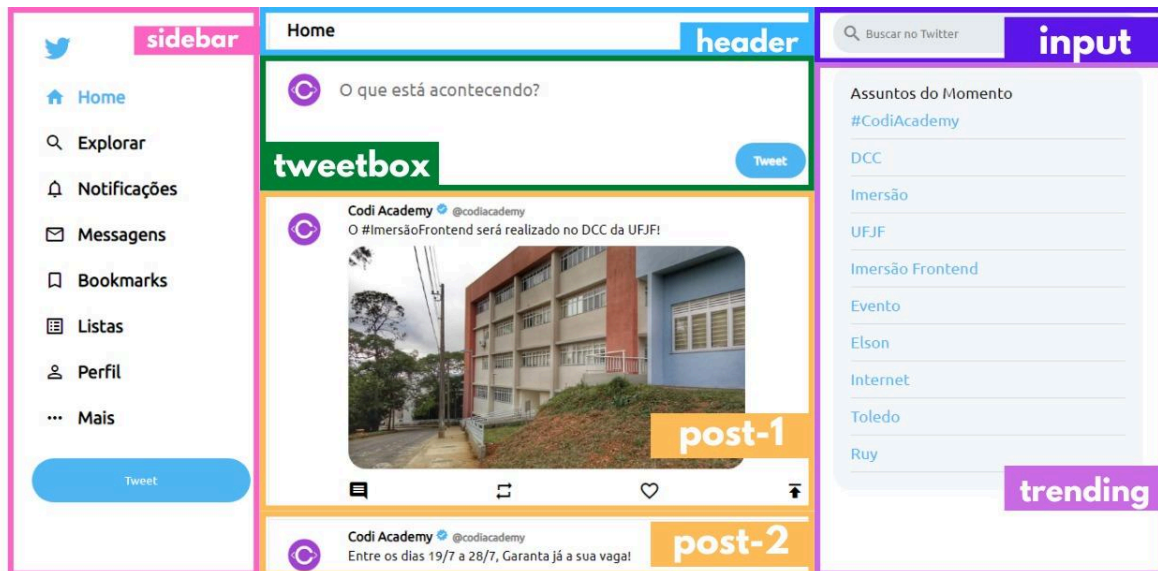 sidebar
Home
Explorar
Notificações
Messagens
Bookmarks
Listas
Perfil
Mais
Tweet
Home
header
O que está acontecendo?
tweetbox
Tweet
Codi Academy @codiacademy
O #ImersãoFrontend será realizado no DCC da UFJF!
post-1
Codi Academy @codiacademy
Entre os dias 19/7 a 28/7, Garanta já a sua vaga!
post-2
Buscar no Twitter
input
Assuntos do Momento
#CodiAcademy
DCC
Imersão
UFJF
Imersão Frontend
Evento
Elson
Internet
Toledo
Ruy
trending